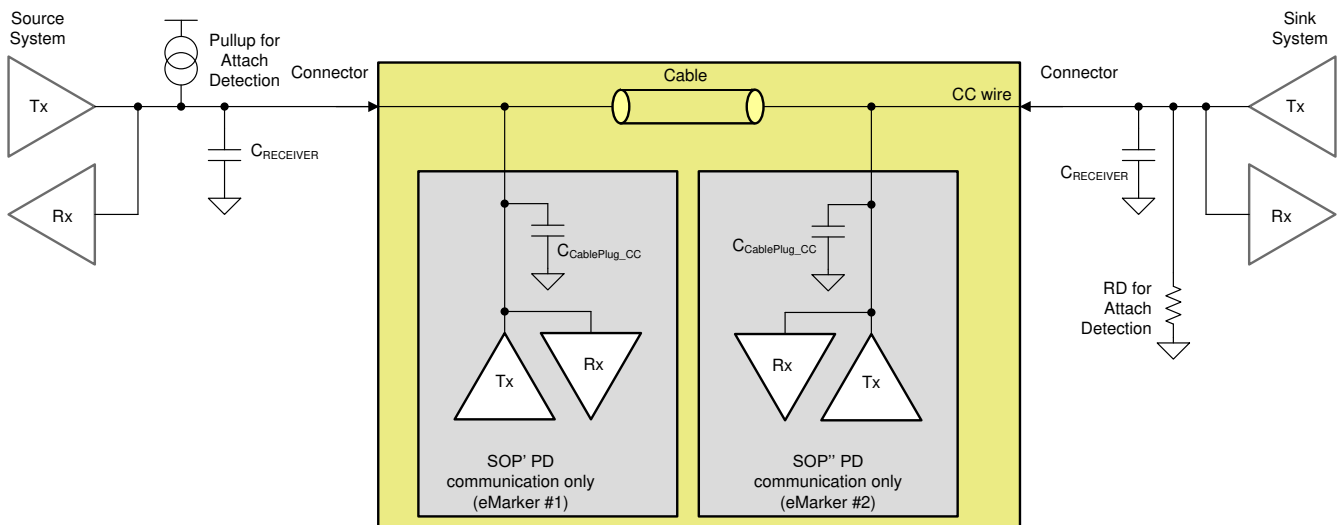 Source
System
Pullup for
Attach
Detection
Connector
Cable
CC wire
Connector
Sink
System
Tx
Rx
CRECEIVER
CRECEIVER
Tx
Rx
CCablePlug_CC
CCablePlug_CC
RD for
Attach
Detection
Tx
Rx
Rx
Tx
SOP' PD
communication only
(eMarker #1)
SOP'' PD
communication only
(eMarker #2)